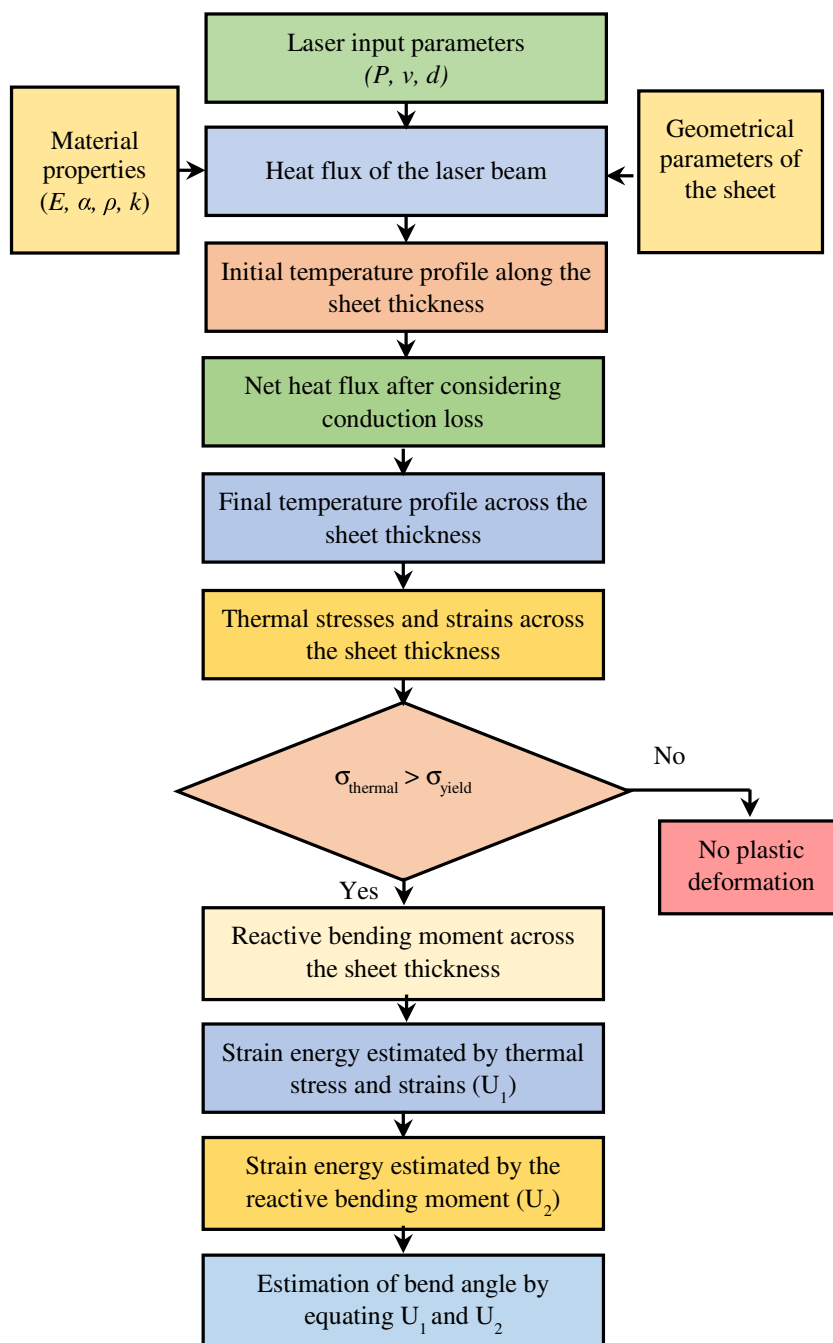 Laser input parameters
(P, v, d)
Material
properties
(E, α, ρ, k)
Heat flux of the laser beam
Geometrical
parameters of
the sheet
Initial temperature profile along the
sheet thickness
Net heat flux after considering
conduction loss
Final temperature profile across the
sheet thickness
Thermal stresses and strains across
the sheet thickness
σthermal > σyield
No
No plastic
deformation
Yes
Reactive bending moment across
the sheet thickness
Strain energy estimated by thermal
stress and strains (U1)
Strain energy estimated by the
reactive bending moment (U2)
Estimation of bend angle by
equating U1 and U2